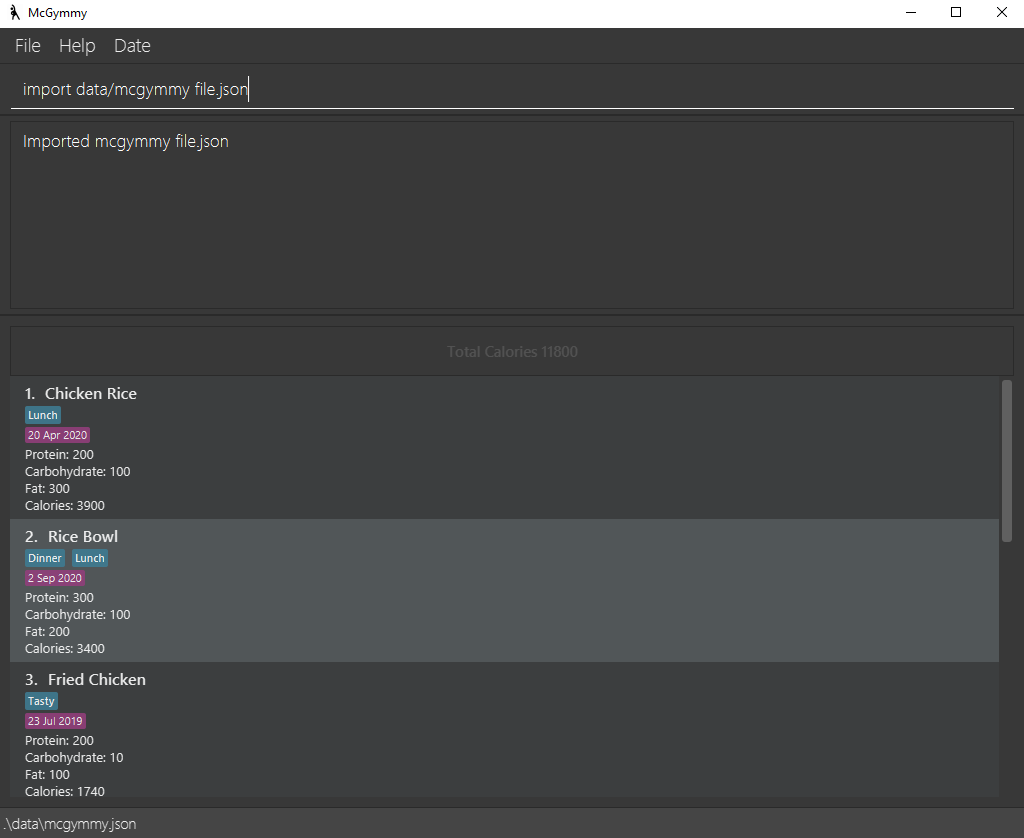 McGymmy
File Help Date
import data/mcgymmy file.json
Imported mcgymmy file.json
Total Calories 11800
1. Chicken Rice
Lunch
20 Apr 2020
Protein: 200
Carbohydrate: 100
Fat: 300
Calories: 3900
2. Rice Bowl
Dinner Lunch
2 Sep 2020
Protein: 300
Carbohydrate: 100
Fat: 200
Calories: 3400
3. Fried Chicken
Tasty
23 Jul 2019
Protein: 200
Carbohydrate: 10
Fat: 100
Calories: 1740
.\data\mcgymmy.json